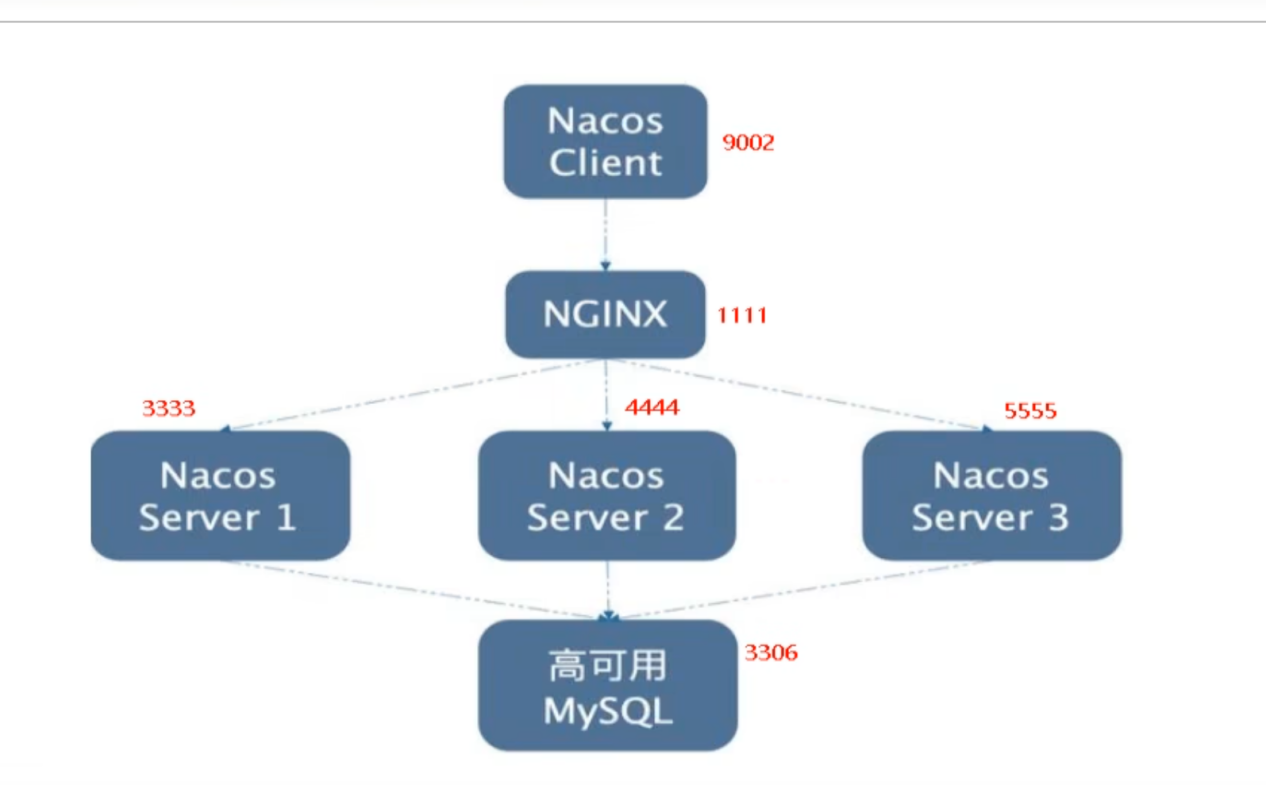 Nacos
Client
9002
NGINX
1111
3333
4444
5555
Nacos
Server 1
Nacos
Server 2
Nacos
Server 3
高可用
MySQL
3306